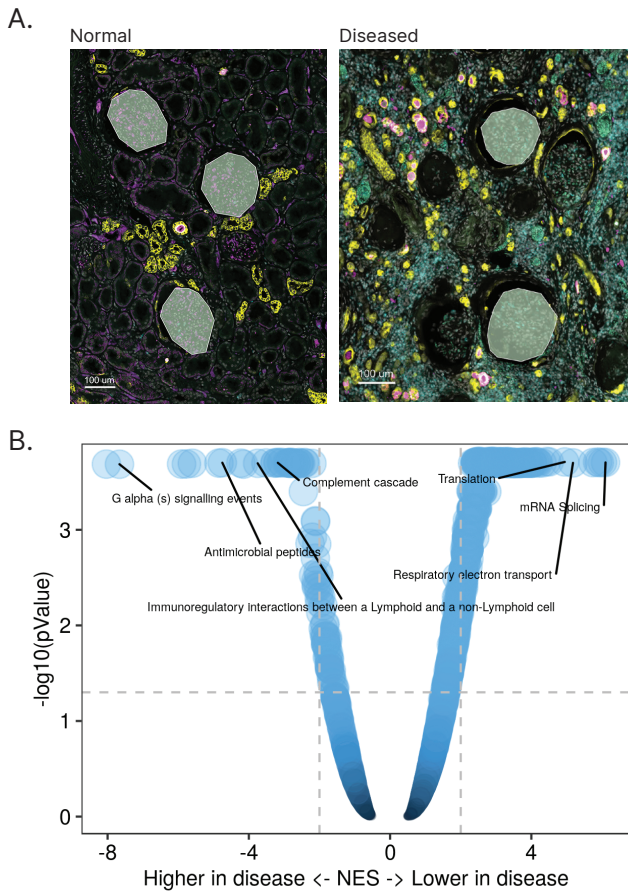 A.
Normal
Diseased
100 um
100 um
B.
G alpha (s) signalling events
Complement cascade
Antimicrobial peptides
Immunoregulatory interactions between a Lymphoid and a non-Lymphoid cell
Translation
mRNA Splicing
Respiratory electron transport
-log10(pValue)
3
2
1
0
-8
-4
0
4
Higher in disease <- NES -> Lower in disease